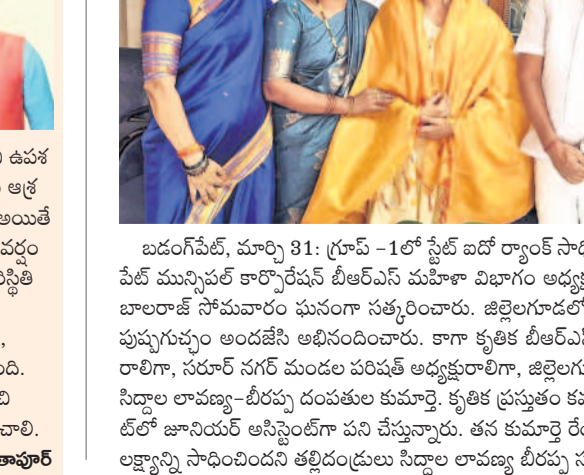 ఉపశ
ఆశ్ర
అయితే
వర్షం
స్థితి
,
ంది.
చి
చాలి.
తాపూర్
బడంగ్‌పేట్, మార్చి 31: గ్రూప్ -1లో స్టేట్ ఐదో ర్యాంక్ సాధి
పేట్ మున్సిపల్ కార్పొరేషన్ బీఆర్ఎస్ మహిళా విభాగం అధ్యక్ష
బాలరాజ్ సోమవారం ఘనంగా సత్కరించారు. జిల్లెలగూడలో
పుష్పగుచ్ఛం అందజేసి అభినందించారు. కాగా కృతిక బీఆర్ఎ
రాలిగా, సరూర్ నగర్ మండల పరిషత్ అధ్యక్షురాలిగా, జిల్లెలగు
సిద్దాల లావణ్య-బీరప్ప దంపతుల కుమార్తె. కృతిక ప్రస్తుతం కమ
ట్‌లో జూనియర్ అసిస్టెంట్‌గా పని చేస్తున్నారు. తన కుమార్తె రేం
లక్ష్యాన్ని సాధించిందని తల్లిదండ్రులు సిద్దాల లావణ్య బీరప్ప